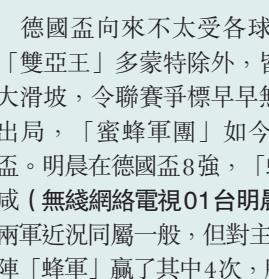 德國盃向來不太受各球
「雙亞王」多蒙特除外，皆
大滑坡，令聯賽爭標早早無
出局，「蜜蜂軍團」如今
盃。明晨在德國盃8強，「
咸(無綫網絡電視01台明晨
兩軍近況同屬一般，但對主
陣「蜂軍」贏了其中4次，